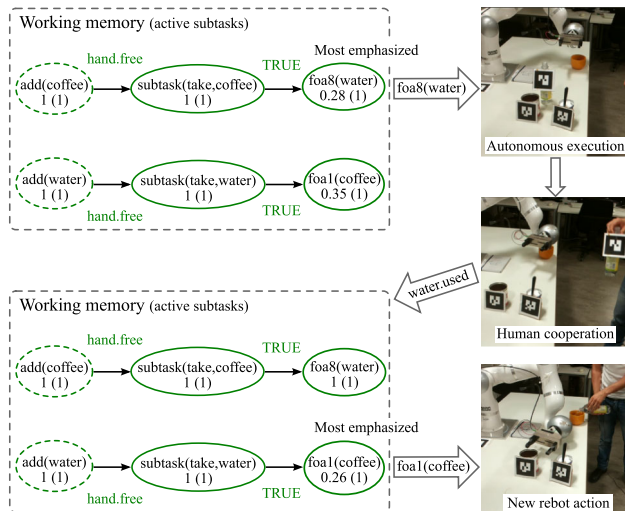 Working memory (active subtasks)
hand.free
TRUE
Most emphasized
add(coffee)
1 (1)
subtask(take,coffee)
1 (1)
foa8(water)
0.28 (1)
foa8(water)
Autonomous execution
add(water)
1 (1)
subtask(take,water)
1 (1)
foa1(coffee)
0.35 (1)
hand.free
TRUE
water.used
Human cooperation
Working memory (active subtasks)
hand.free
TRUE
add(coffee)
1 (1)
subtask(take,coffee)
1 (1)
foa8(water)
1 (1)
Most emphasized
add(water)
1 (1)
subtask(take,water)
1 (1)
foa1(coffee)
0.26 (1)
foa1(coffee)
hand.free
TRUE
New rebot action